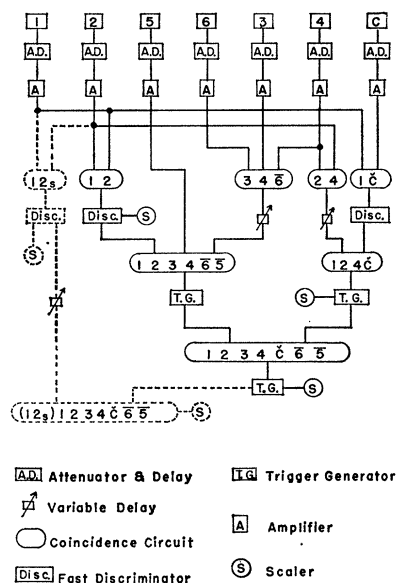 1 2 5 6 3 4 C
A.D. A.D. A.D. A.D. A.D. A.D. A.D.
A A A A A A A
1 2 s 1 2 3 4 6̅ 2 4 1 Č
Disc. Disc. S Disc.
S
1 2 3 4 6̅ 5̅ 1 2 4 Č
T.G. S T.G.
1 2 3 4 Č 6̅ 5̅
T.G. S
(12s) 1 2 3 4 Č 6̅ 5̅ S
A.D. Attenuator & Delay
Variable Delay
Coincidence Circuit
Disc. Fast Discriminator
T.G. Trigger Generator
A Amplifier
S Scaler